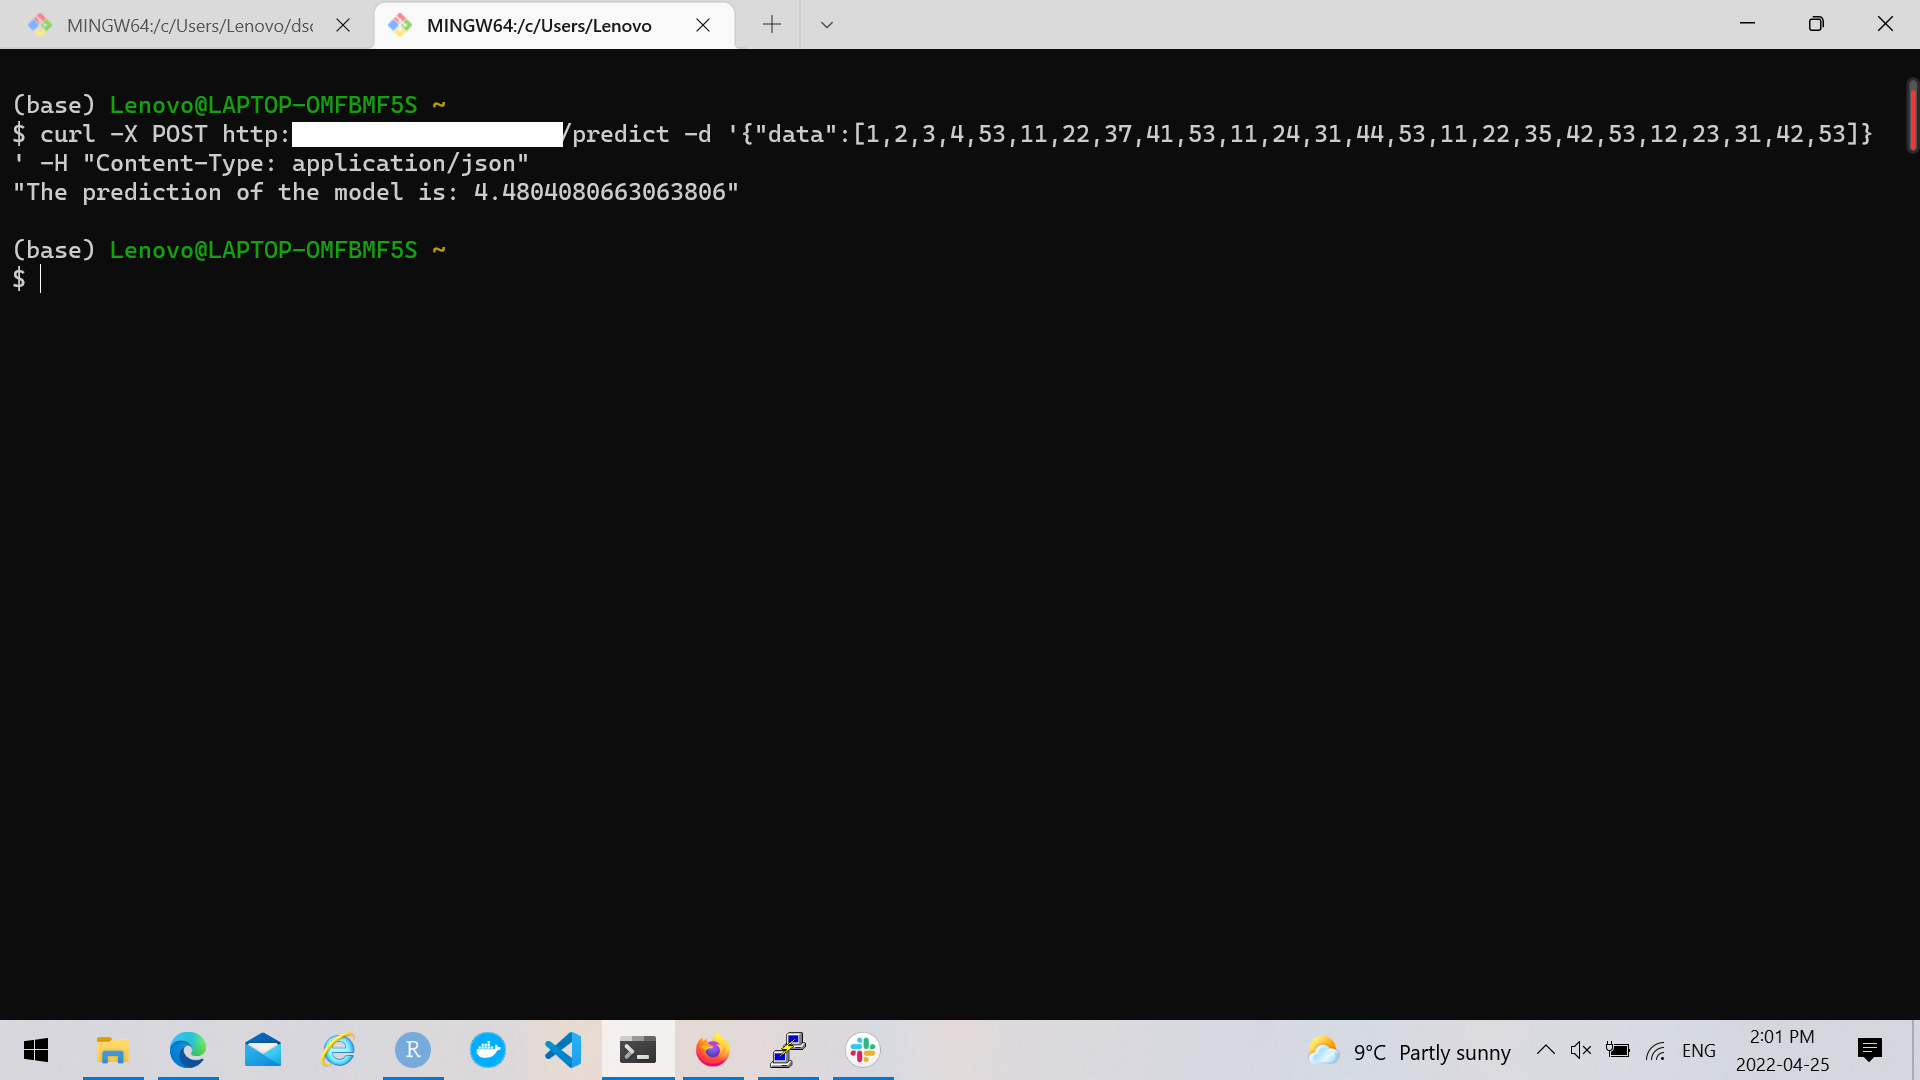 MINGW64:/c/Users/Lenovo/dsc
MINGW64:/c/Users/Lenovo
(base) Lenovo@LAPTOP-OMFBMF5S ~
$ curl -X POST http:/predict -d '{"data":[1,2,3,4,53,11,22,37,41,53,11,24,31,44,53,11,22,35,42,53,12,23,31,42,53]}
' -H "Content-Type: application/json"
"The prediction of the model is: 4.4804080663063806"
(base) Lenovo@LAPTOP-OMFBMF5S ~
$
R
9°C Partly sunny
ENG
2:01 PM
2022-04-25